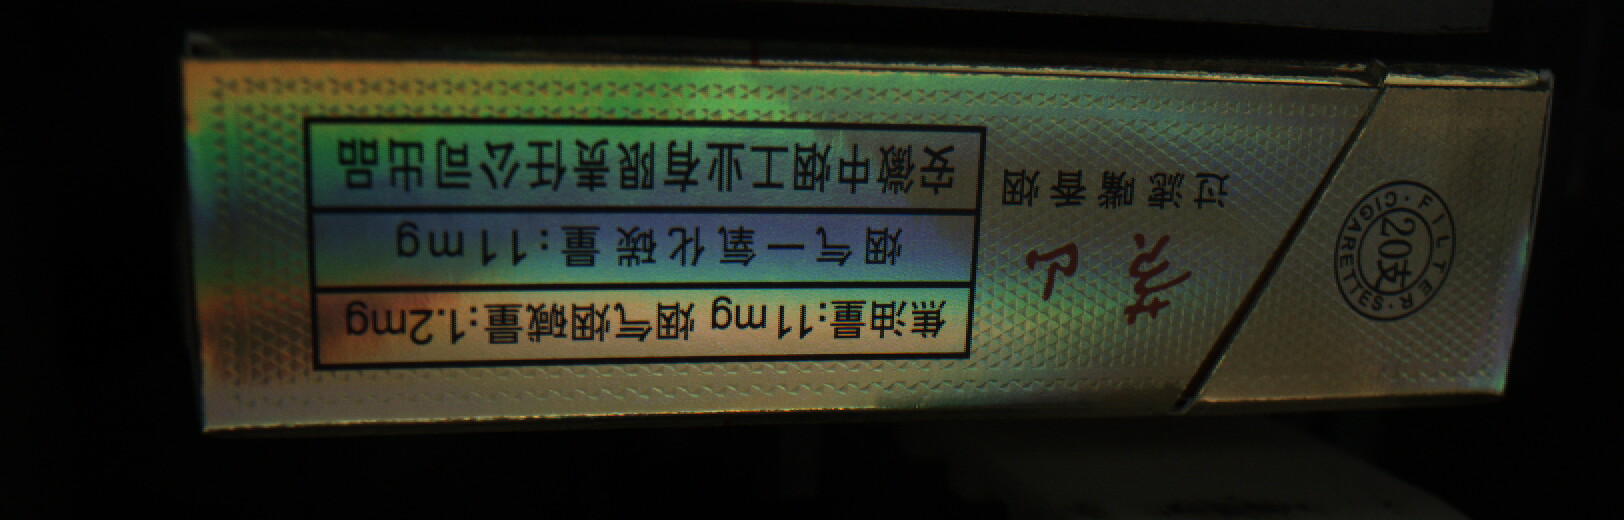 FILTER·CIGARETTES·
20支
黄山
过滤嘴香烟
焦油量:11mg 烟气烟碱量:1.2mg
烟气一氧化碳量:11mg
安徽中烟工业有限责任公司出品